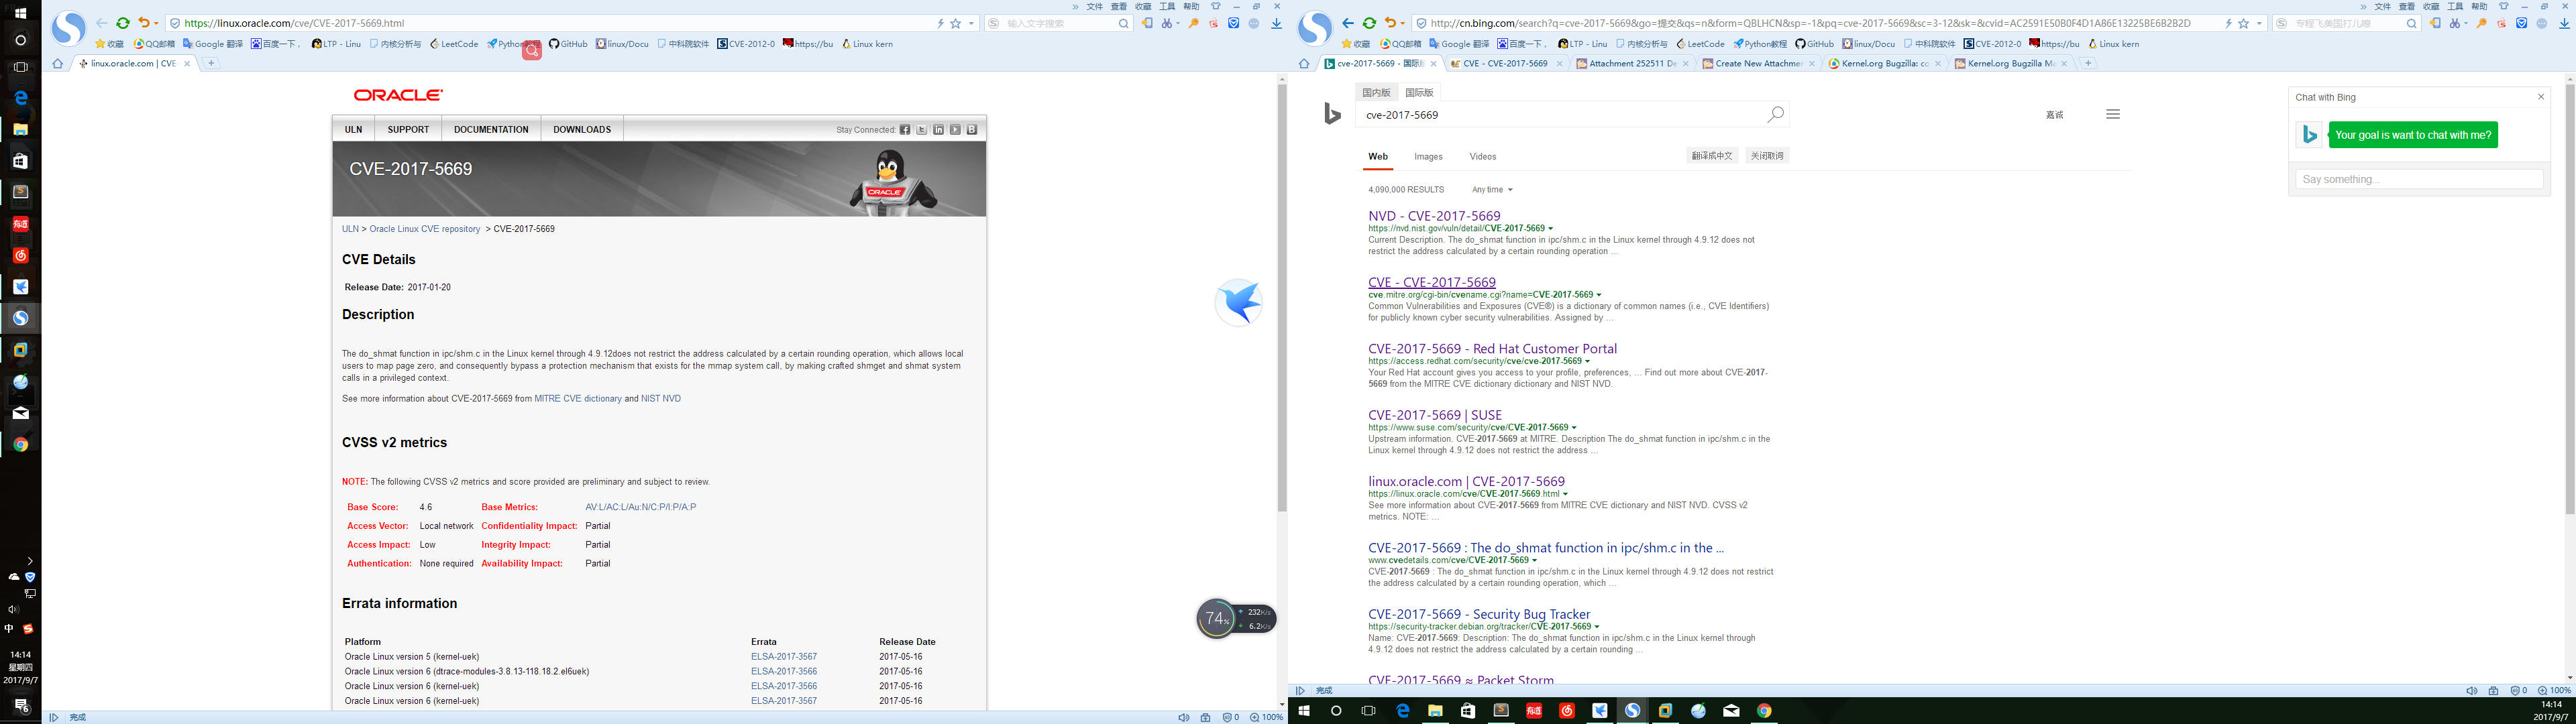 文件 查看 收藏 工具 帮助
https://linux.oracle.com/cve/CVE-2017-5669.html
输入文字搜索
收藏 QQ邮箱 Google 翻译 百度一下， LTP - Linu 内核分析与 LeetCode Python教程 GitHub linux/Docu 中科院软件 CVE-2012-0 https://bu Linux kern
linux.oracle.com | CVE-
ORACLE
ULN SUPPORT DOCUMENTATION DOWNLOADS Stay Connected:
CVE-2017-5669
ORACLE
ULN > Oracle Linux CVE repository > CVE-2017-5669
CVE Details
Release Date: 2017-01-20
Description
The do_shmat function in ipc/shm.c in the Linux kernel through 4.9.12does not restrict the address calculated by a certain rounding operation, which allows local
users to map page zero, and consequently bypass a protection mechanism that exists for the mmap system call, by making crafted shmget and shmat system
calls in a privileged context.
See more information about CVE-2017-5669 from MITRE CVE dictionary and NIST NVD
CVSS v2 metrics
NOTE: The following CVSS v2 metrics and score provided are preliminary and subject to review.
Base Score: 4.6 Base Metrics: AV:L/AC:L/Au:N/C:P/I:P/A:P
Access Vector: Local network Confidentiality Impact: Partial
Access Impact: Low Integrity Impact: Partial
Authentication: None required Availability Impact: Partial
Errata information
Platform Errata Release Date
Oracle Linux version 5 (kernel-uek) ELSA-2017-3567 2017-05-16
Oracle Linux version 6 (dtrace-modules-3.8.13-118.18.2.el6uek) ELSA-2017-3566 2017-05-16
Oracle Linux version 6 (kernel-uek) ELSA-2017-3566 2017-05-16
Oracle Linux version 6 (kernel-uek) ELSA-2017-3567 2017-05-16
完成
0 100%
74% 232K/s
6.2K/s
中
14:14
星期四
2017/9/7
文件 查看 收藏 工具 帮助
http://cn.bing.com/search?q=cve-2017-5669&go=提交&qs=n&form=QBLHCN&sp=-1&pq=cve-2017-5669&sc=3-12&sk=&cvid=AC2591E50B0F4D1A86E13225BE6B2B2D
专程飞美国打儿嗷
收藏 QQ邮箱 Google 翻译 百度一下， LTP - Linu 内核分析与 LeetCode Python教程 GitHub linux/Docu 中科院软件 CVE-2012-0 https://bu Linux kern
cve-2017-5669 - 国际版 CVE - CVE-2017-5669 Attachment 252511 De Create New Attachmer Kernel.org Bugzilla: co Kernel.org Bugzilla Ma
国内版 国际版
cve-2017-5669
嘉诚
Web Images Videos 翻译成中文 关闭取词
4,090,000 RESULTS Any time
NVD - CVE-2017-5669
https://nvd.nist.gov/vuln/detail/CVE-2017-5669
Current Description. The do_shmat function in ipc/shm.c in the Linux kernel through 4.9.12 does not
restrict the address calculated by a certain rounding operation ...
CVE - CVE-2017-5669
cve.mitre.org/cgi-bin/cvename.cgi?name=CVE-2017-5669
Common Vulnerabilities and Exposures (CVE®) is a dictionary of common names (i.e., CVE Identifiers)
for publicly known cyber security vulnerabilities. Assigned by ...
CVE-2017-5669 - Red Hat Customer Portal
https://access.redhat.com/security/cve/cve-2017-5669
Your Red Hat account gives you access to your profile, preferences, ... Find out more about CVE-2017-
5669 from the MITRE CVE dictionary dictionary and NIST NVD.
CVE-2017-5669 | SUSE
https://www.suse.com/security/cve/CVE-2017-5669
Upstream information. CVE-2017-5669 at MITRE. Description The do_shmat function in ipc/shm.c in the
Linux kernel through 4.9.12 does not restrict the address ...
linux.oracle.com | CVE-2017-5669
https://linux.oracle.com/cve/CVE-2017-5669.html
See more information about CVE-2017-5669 from MITRE CVE dictionary and NIST NVD. CVSS v2
metrics. NOTE: ...
CVE-2017-5669 : The do_shmat function in ipc/shm.c in the ...
www.cvedetails.com/cve/CVE-2017-5669
CVE-2017-5669 : The do_shmat function in ipc/shm.c in the Linux kernel through 4.9.12 does not restrict
the address calculated by a certain rounding operation, which ...
CVE-2017-5669 - Security Bug Tracker
https://security-tracker.debian.org/tracker/CVE-2017-5669
Name: CVE-2017-5669: Description: The do_shmat function in ipc/shm.c in the Linux kernel through
4.9.12 does not restrict the address calculated by a certain rounding ...
CVE-2017-5669 ≈ Packet Storm
Chat with Bing
Your goal is want to chat with me?
Say something...
完成
0 100%
14:14
2017/9/7